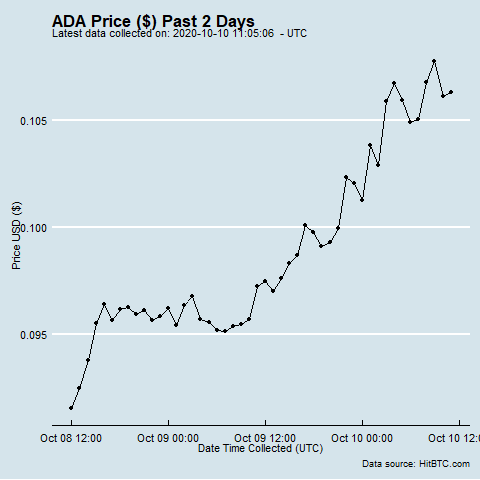 ADA Price ($) Past 2 Days
Latest data collected on: 2020-10-10 11:05:06 - UTC
0.105
0.100
0.095
Price USD ($)
Oct 08 12:00
Oct 09 00:00
Oct 09 12:00
Oct 10 00:00
Oct 10 12:0
Date Time Collected (UTC)
Data source: HitBTC.com